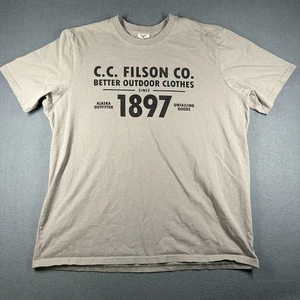 C.C. FILSON CO.
BETTER OUTDOOR CLOTHES
SINCE
ALASKA OUTFITTER 1897 UNFAILING GOODS